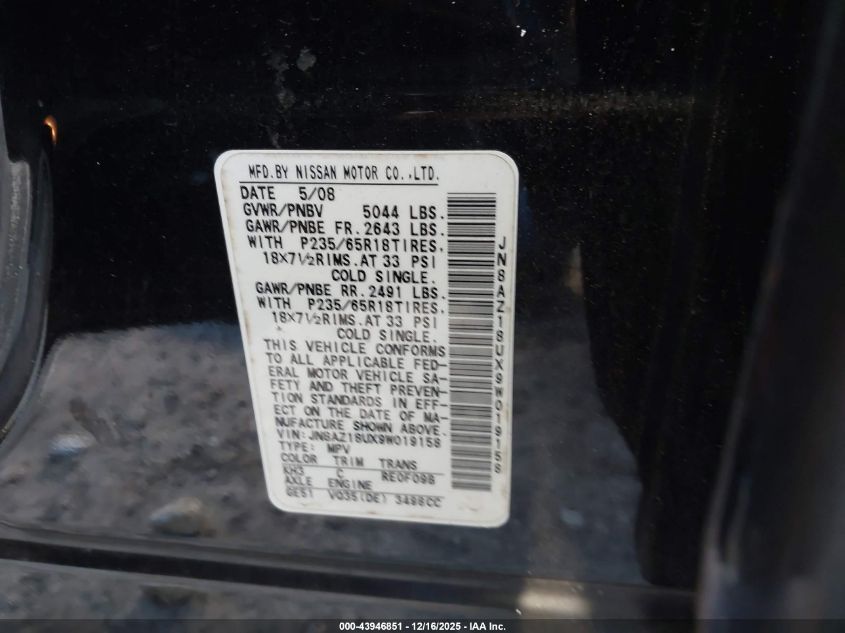 MFD.BY NISSAN MOTOR CO.,LTD.
DATE 5/08
GVWR/PNBV 5044 LBS.
GAWR/PNBE FR.2643 LBS.
WITH P235/65R18TIRES.
18X7½RIMS.AT 33 PSI
COLD SINGLE.
GAWR/PNBE RR.2491 LBS.
WITH P235/65R18TIRES.
18X7½RIMS.AT 33 PSI
COLD SINGLE.
THIS VEHICLE CONFORMS
TO ALL APPLICABLE FED-
ERAL MOTOR VEHICLE SA-
FETY AND THEFT PREVEN-
TION STANDARDS IN EFF-
ECT ON THE DATE OF MA-
NUFACTURE SHOWN ABOVE.
VIN:JN8AZ18UX9W019158
TYPE: MPV
COLOR TRIM TRANS
KH3 C RE0F09B
AXLE ENGINE
GE51 VQ35(DE) 3498CC
JN8AZ18UX9W019158
000-43946851 - 12/16/2025 - IAA Inc.